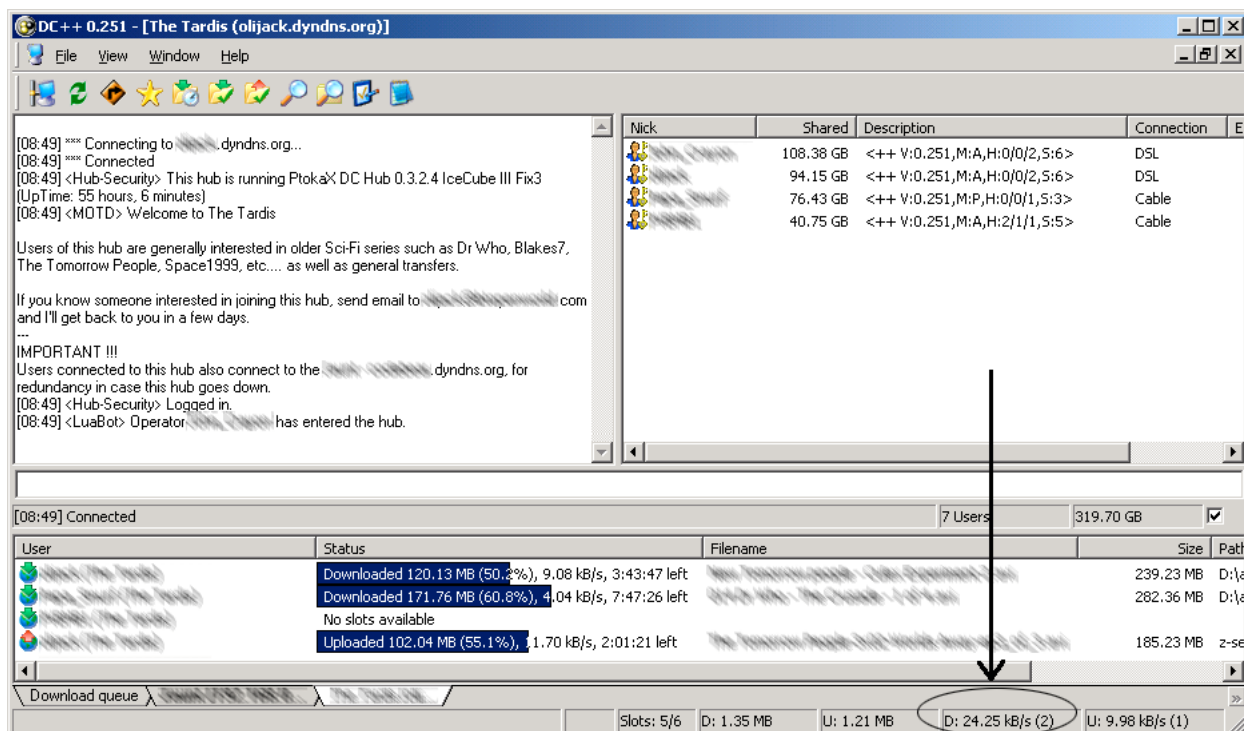 DC++ 0.251 - [The Tardis (olijack.dyndns.org)]
File View Window Help
[08:49] *** Connecting to .dyndns.org...
[08:49] *** Connected
[08:49] <Hub-Security> This hub is running PtokaX DC Hub 0.3.2.4 IceCube III Fix3
(UpTime: 55 hours, 6 minutes)
[08:49] <MOTD> Welcome to The Tardis
Users of this hub are generally interested in older Sci-Fi series such as Dr Who, Blakes7,
The Tomorrow People, Space1999, etc.... as well as general transfers.
If you know someone interested in joining this hub, send email to com
and I'll get back to you in a few days.
---
IMPORTANT !!!
Users connected to this hub also connect to the .dyndns.org, for
redundancy in case this hub goes down.
[08:49] <Hub-Security> Logged in.
[08:49] <LuaBot> Operator has entered the hub.
Nick Shared Description Connection E
108.38 GB <++ V:0.251,M:A,H:0/0/2,S:6> DSL
94.15 GB <++ V:0.251,M:A,H:0/0/2,S:6> DSL
76.43 GB <++ V:0.251,M:P,H:0/0/1,S:3> Cable
40.75 GB <++ V:0.251,M:A,H:2/1/1,S:5> Cable
[08:49] Connected 7 Users 319.70 GB
User Status Filename Size Path
Downloaded 120.13 MB (50.2%), 9.08 kB/s, 3:43:47 left 239.23 MB D:\a
Downloaded 171.76 MB (60.8%), 4.04 kB/s, 7:47:26 left 282.36 MB D:\a
No slots available
Uploaded 102.04 MB (55.1%), 11.70 kB/s, 2:01:21 left 185.23 MB z-se
Download queue
Slots: 5/6 D: 1.35 MB U: 1.21 MB D: 24.25 kB/s (2) U: 9.98 kB/s (1)